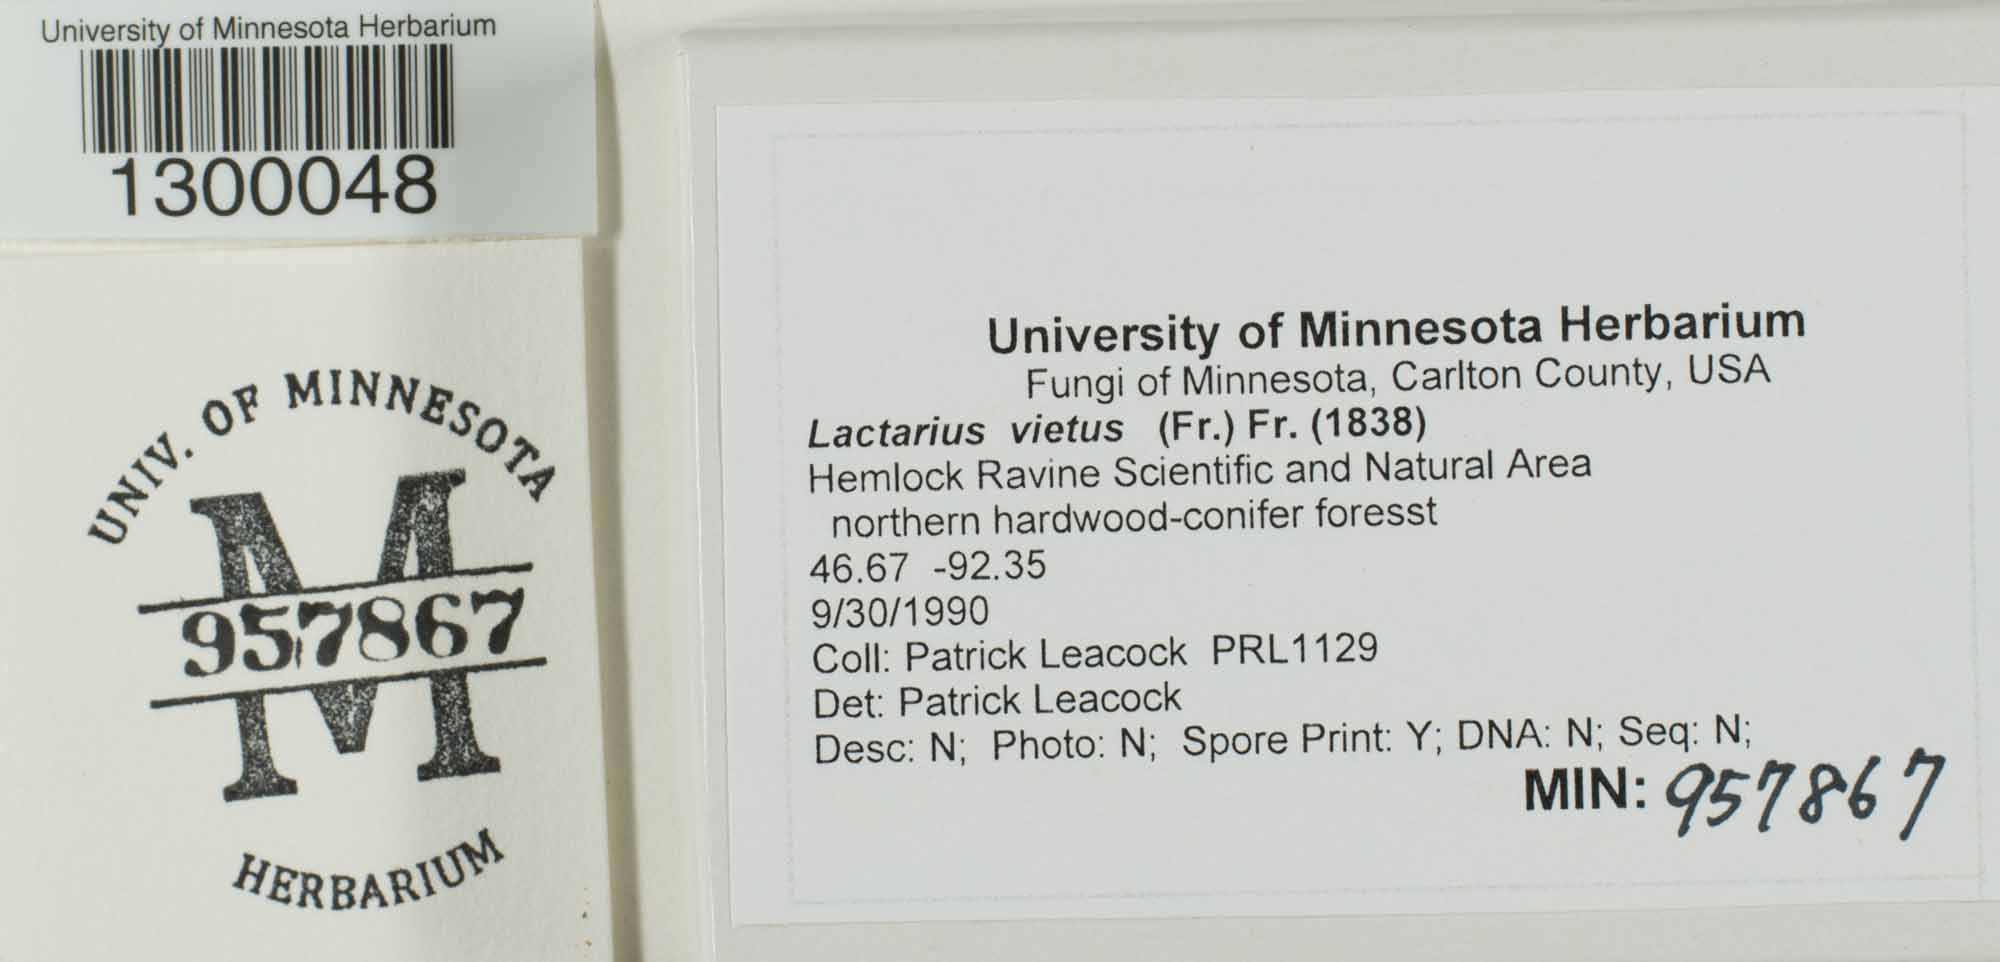 University of Minnesota Herbarium
1300048
UNIV. OF MINNESOTA
M
957867
HERBARIUM
University of Minnesota Herbarium
Fungi of Minnesota, Carlton County, USA
Lactarius vietus (Fr.) Fr. (1838)
Hemlock Ravine Scientific and Natural Area
northern hardwood-conifer foresst
46.67 -92.35
9/30/1990
Coll: Patrick Leacock PRL1129
Det: Patrick Leacock
Desc: N; Photo: N; Spore Print: Y; DNA: N; Seq: N;
MIN: 957867